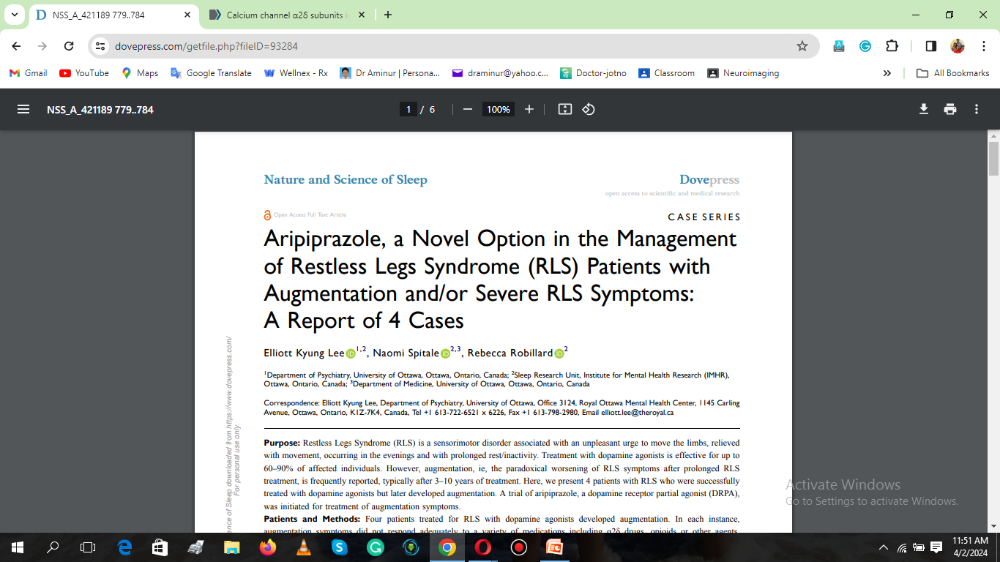 NSS_A_421189 779..784
Calcium channel α2δ subunits i
dovepress.com/getfile.php?fileID=93284
Gmail YouTube Maps Google Translate Wellnex - Rx Dr Aminur | Persona... draminur@yahoo.c... Doctor-jotno Classroom Neuroimaging » All Bookmarks
NSS_A_421189 779..784 1 / 6 — 100% +
Nature and Science of Sleep Dovepress
open access to scientific and medical research
Open Access Full Text Article CASE SERIES
Aripiprazole, a Novel Option in the Management
of Restless Legs Syndrome (RLS) Patients with
Augmentation and/or Severe RLS Symptoms:
A Report of 4 Cases
Elliott Kyung Lee 1,2, Naomi Spitale 2,3, Rebecca Robillard 2
1Department of Psychiatry, University of Ottawa, Ottawa, Ontario, Canada; 2Sleep Research Unit, Institute for Mental Health Research (IMHR),
Ottawa, Ontario, Canada; 3Department of Medicine, University of Ottawa, Ottawa, Ontario, Canada
Correspondence: Elliott Kyung Lee, Department of Psychiatry, University of Ottawa, Office 3124, Royal Ottawa Mental Health Center, 1145 Carling
Avenue, Ottawa, Ontario, K1Z-7K4, Canada, Tel +1 613-722-6521 x 6226, Fax +1 613-798-2980, Email elliott.lee@theroyal.ca
Purpose: Restless Legs Syndrome (RLS) is a sensorimotor disorder associated with an unpleasant urge to move the limbs, relieved
with movement, occurring in the evenings and with prolonged rest/inactivity. Treatment with dopamine agonists is effective for up to
60–90% of affected individuals. However, augmentation, ie, the paradoxical worsening of RLS symptoms after prolonged RLS
treatment, is frequently reported, typically after 3–10 years of treatment. Here, we present 4 patients with RLS who were successfully
treated with dopamine agonists but later developed augmentation. A trial of aripiprazole, a dopamine receptor partial agonist (DRPA),
was initiated for treatment of augmentation symptoms.
Patients and Methods: Four patients treated for RLS with dopamine agonists developed augmentation. In each instance,
augmentation symptoms did not respond adequately to a variety of medications including α2δ drugs, opioids or other agents.
ence of Sleep downloaded from https://www.dovepress.com/
For personal use only.
Activate Windows
Go to Settings to activate Windows.
11:51 AM
4/2/2024